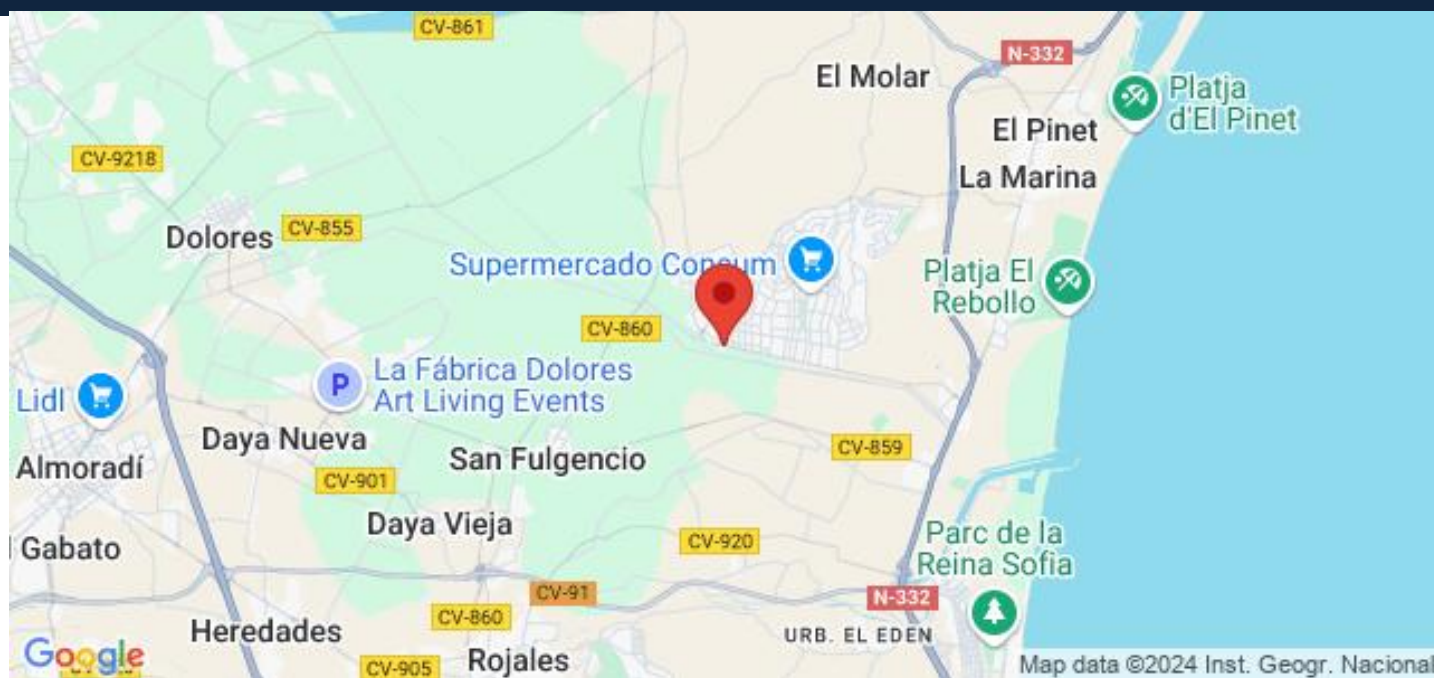 CV-861
N-332
El Molar
Platja
d'El Pinet
El Pinet
CV-9218
La Marina
Dolores
CV-855
Supermercado Consum
Platja El
Rebollo
CV-860
La Fábrica Dolores
Art Living Events
P
Lidl
Daya Nueva
San Fulgencio
CV-859
Almoradí
CV-901
Daya Vieja
CV-920
Parc de la
Reina Sofia
l Gabato
CV-91
N-332
Heredades
CV-860
URB. EL EDEN
Google
CV-905
Rojales
Map data ©2024 Inst. Geogr. Nacional